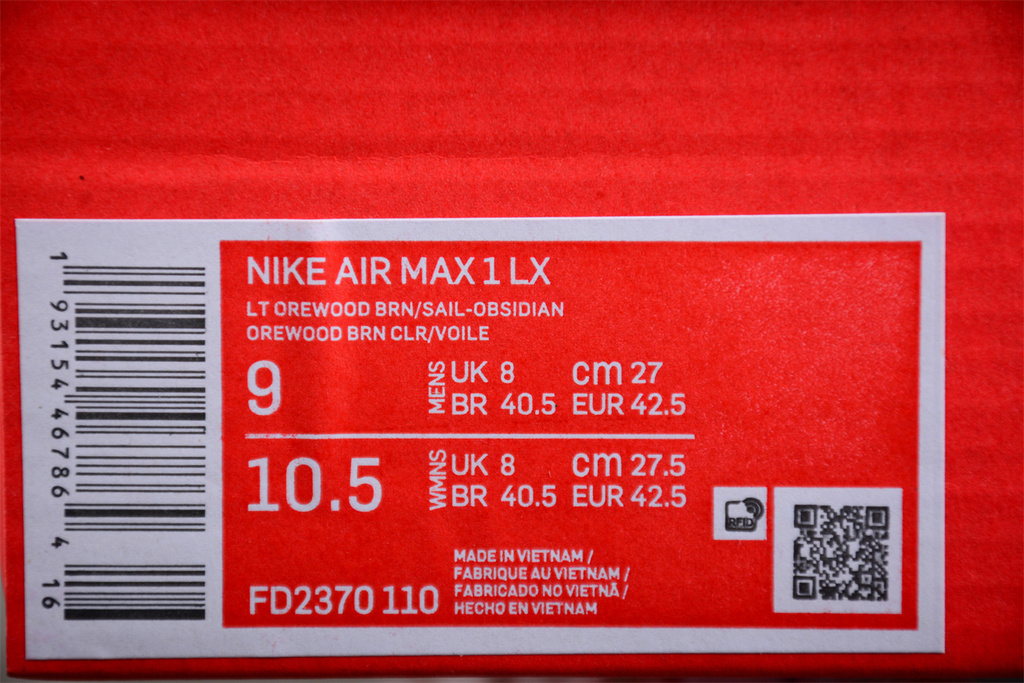 NIKE AIR MAX 1 LX
LT OREWOOD BRN/SAIL-OBSIDIAN
OREWOOD BRN CLR/VOILE
9 MENS UK 8 CM 27
BR 40.5 EUR 42.5
10.5 WMNS UK 8 CM 27.5
BR 40.5 EUR 42.5
RFID
MADE IN VIETNAM /
FABRIQUE AU VIETNAM /
FABRICADO NO VIETNÃ /
HECHO EN VIETNAM
FD2370 110
1 93154 46786 4 16